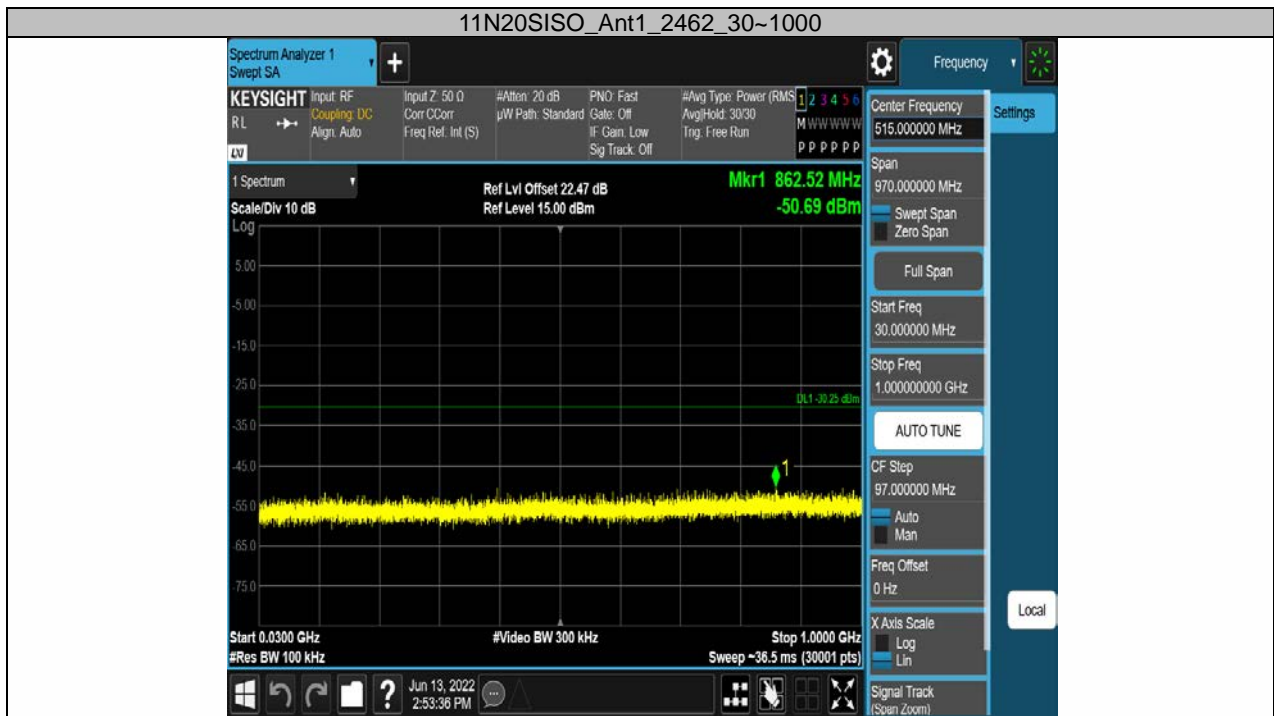 11N20SISO_Ant1_2462_30~1000
Spectrum Analyzer 1
Swept SA
+
Frequency
KEYSIGHT
RL
LXI
Input: RF
Coupling: DC
Align: Auto
Input Z: 50 Ω
Corr CCorr
Freq Ref: Int (S)
#Atten: 20 dB
µW Path: Standard
PNO: Fast
Gate: Off
IF Gain: Low
Sig Track: Off
#Avg Type: Power (RMS
Avg|Hold: 30/30
Trig: Free Run
1 2 3 4 5 6
M W W W W W
P P P P P P
1 Spectrum
Scale/Div 10 dB
Log
Ref Lvl Offset 22.47 dB
Ref Level 15.00 dBm
Mkr1 862.52 MHz
-50.69 dBm
5.00
-5.00
-15.0
-25.0
-35.0
-45.0
-55.0
-65.0
-75.0
DL1 -30.25 dBm
1
Start 0.0300 GHz
#Res BW 100 kHz
#Video BW 300 kHz
Stop 1.0000 GHz
Sweep ~36.5 ms (30001 pts)
?
Jun 13, 2022
2:53:36 PM
Center Frequency
515.000000 MHz
Settings
Span
970.000000 MHz
Swept Span
Zero Span
Full Span
Start Freq
30.000000 MHz
Stop Freq
1.000000000 GHz
AUTO TUNE
CF Step
97.000000 MHz
Auto
Man
Freq Offset
0 Hz
X Axis Scale
Log
Lin
Local
Signal Track
(Span Zoom)